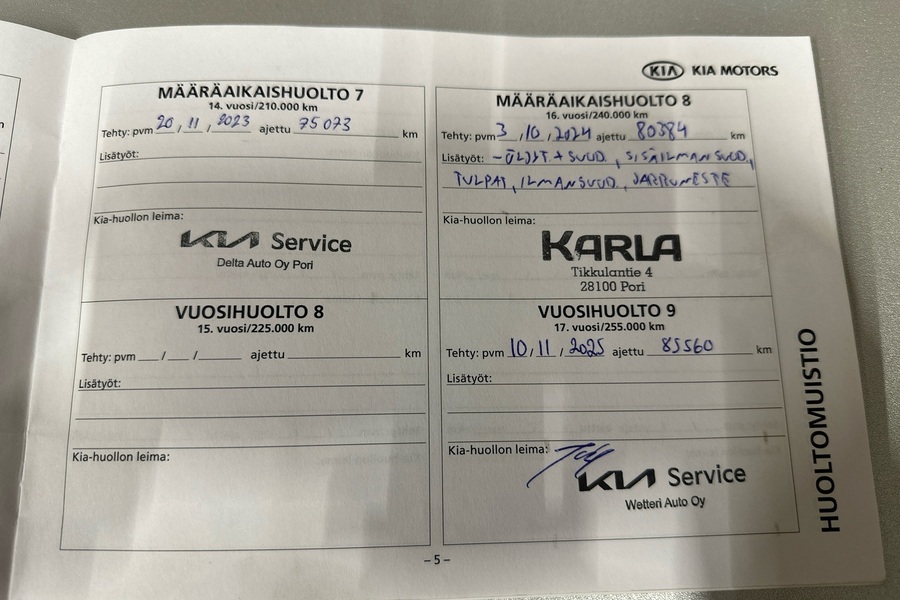 KIA KIA MOTORS
MÄÄRÄAIKAISHUOLTO 7
14. vuosi/210.000 km
Tehty: pvm 20 / 11 / 2023 ajettu 75 073 km
Lisätyöt:
Kia-huollon leima:
KIA Service
Delta Auto Oy Pori
VUOSIHUOLTO 8
15. vuosi/225.000 km
Tehty: pvm / / ajettu km
Lisätyöt:
Kia-huollon leima:
MÄÄRÄAIKAISHUOLTO 8
16. vuosi/240.000 km
Tehty: pvm 3 / 10 / 2024 ajettu 80384 km
Lisätyöt: - ÖLJYT + SUOD., SISÄILMANSUOD,
TULPAT, ILMANSUOD, JARRUNESTE
Kia-huollon leima:
KARLA
Tikkulantie 4
28100 Pori
VUOSIHUOLTO 9
17. vuosi/255.000 km
Tehty: pvm 10 / 11 / 2025 ajettu 85560 km
Lisätyöt:
Kia-huollon leima:
KIA Service
Wetteri Auto Oy
HUOLTOMUISTIO
– 5 –